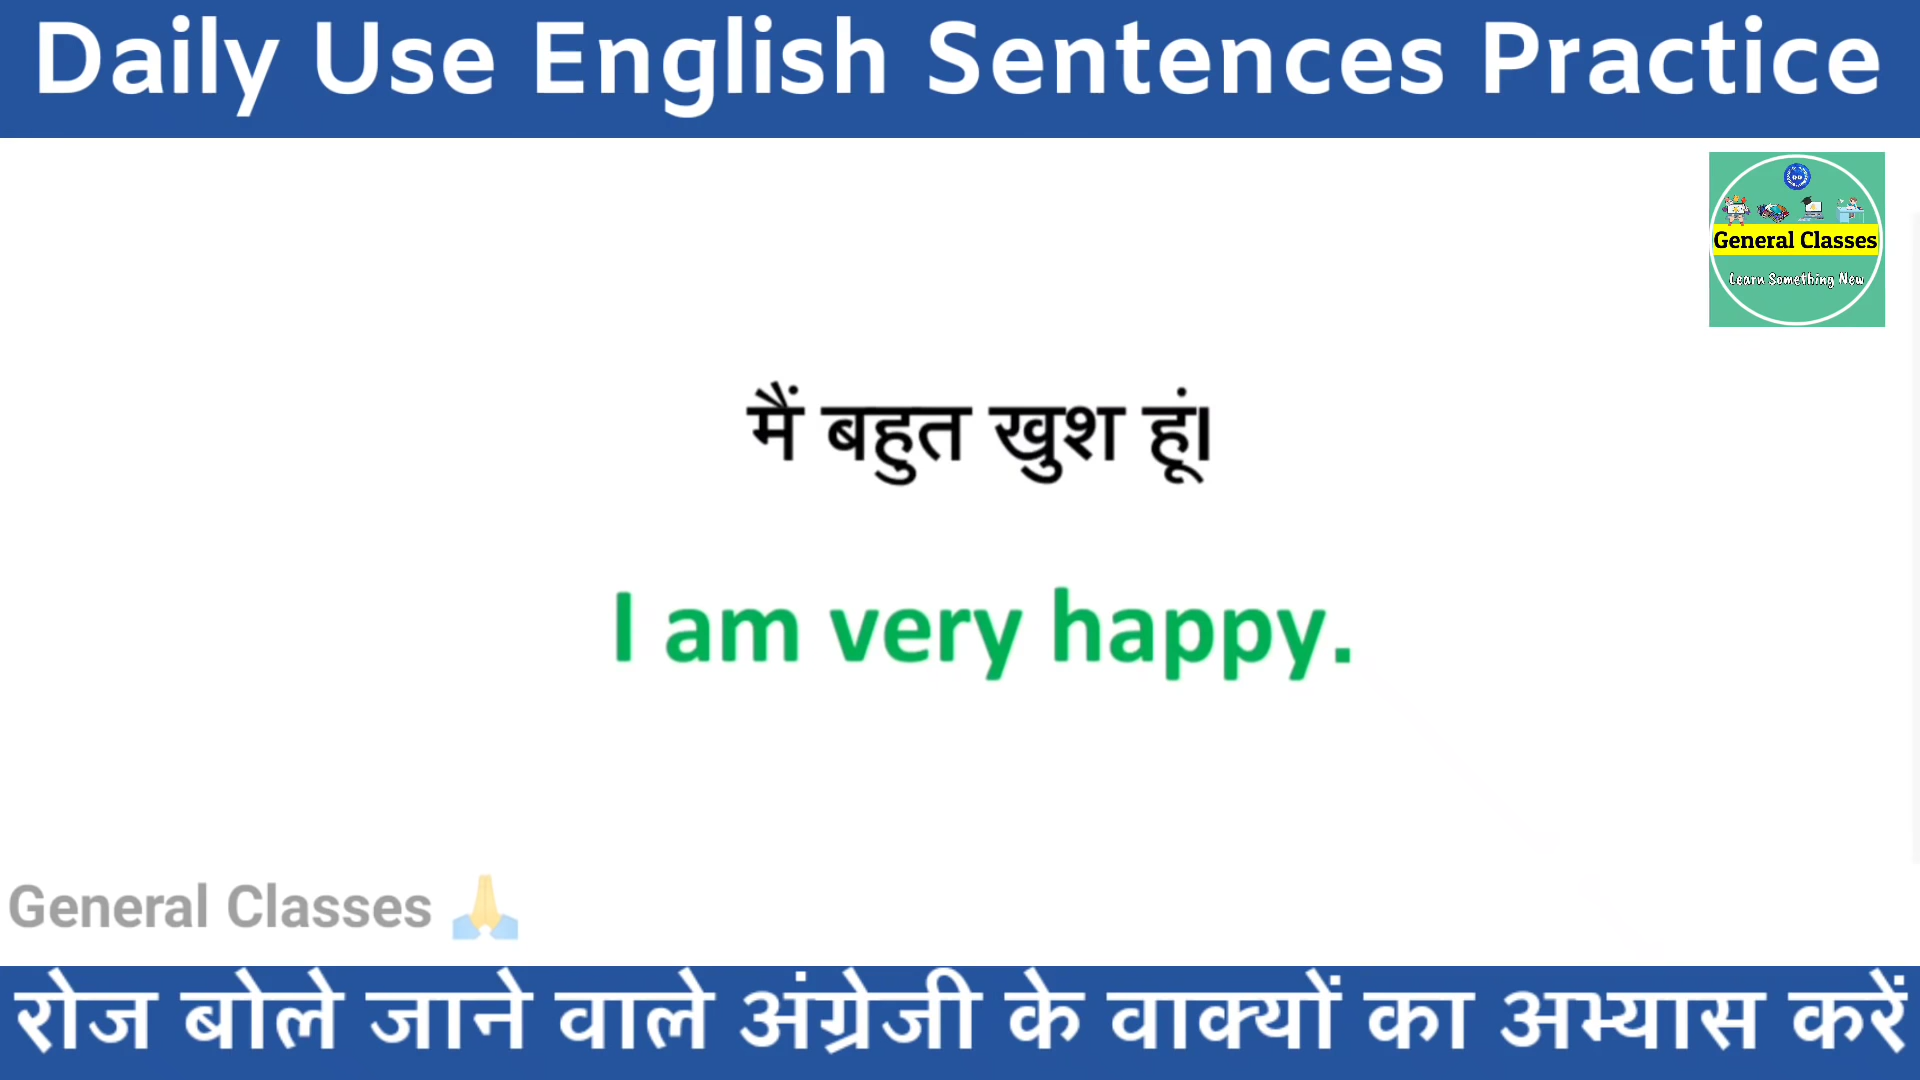 Daily Use English Sentences Practice
General Classes
Learn Something New
मैं बहुत खुश हूं।
I am very happy.
General Classes 🙏
रोज बोले जाने वाले अंग्रेजी के वाक्यों का अभ्यास करें